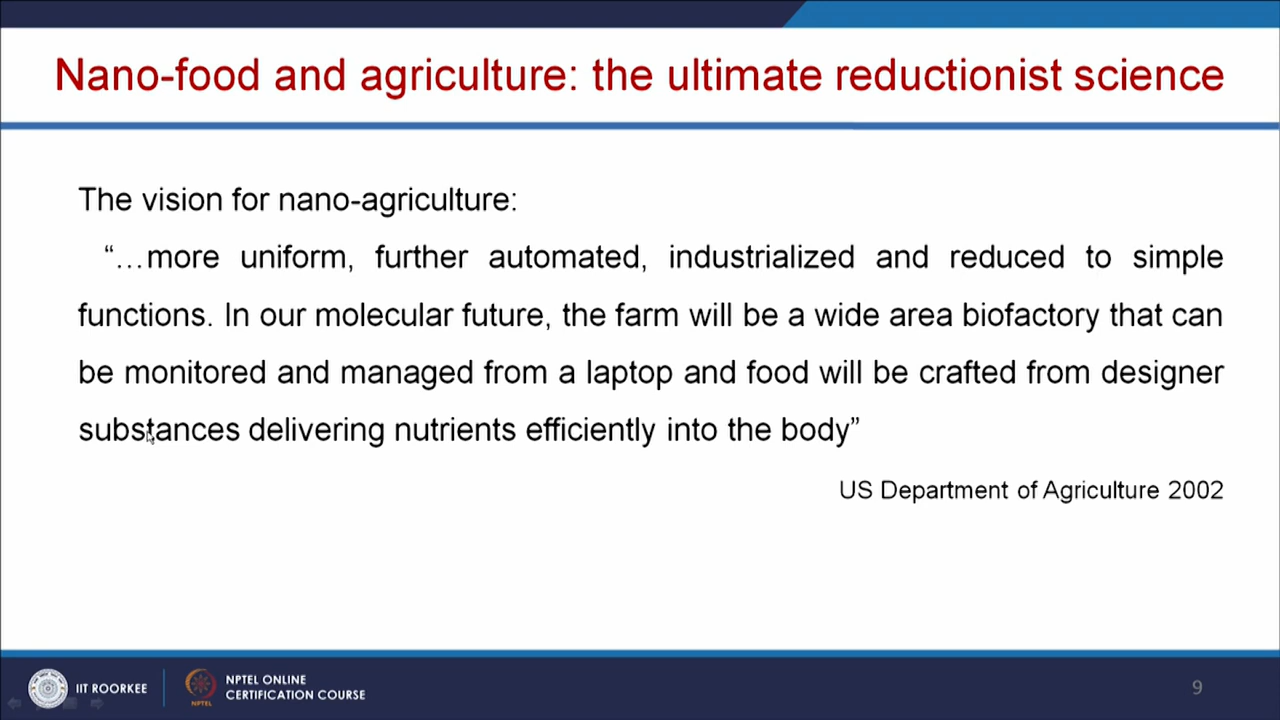 Nano-food and agriculture: the ultimate reductionist science
The vision for nano-agriculture:
“…more uniform, further automated, industrialized and reduced to simple
functions. In our molecular future, the farm will be a wide area biofactory that can
be monitored and managed from a laptop and food will be crafted from designer
substances delivering nutrients efficiently into the body”
US Department of Agriculture 2002
IIT ROORKEE
NPTEL
NPTEL ONLINE
CERTIFICATION COURSE
9